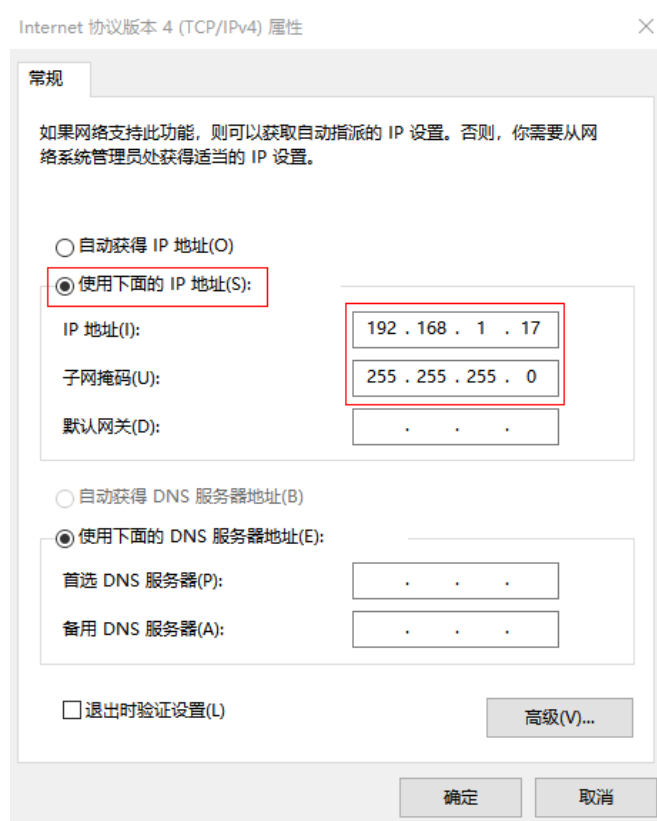 Internet 协议版本 4 (TCP/IPv4) 属性
常规
如果网络支持此功能，则可以获取自动指派的 IP 设置。否则，你需要从网
络系统管理员处获得适当的 IP 设置。
自动获得 IP 地址(O)
使用下面的 IP 地址(S):
IP 地址(I): 192 . 168 . 1 . 17
子网掩码(U): 255 . 255 . 255 . 0
默认网关(D): . . .
自动获得 DNS 服务器地址(B)
使用下面的 DNS 服务器地址(E):
首选 DNS 服务器(P): . . .
备用 DNS 服务器(A): . . .
退出时验证设置(L)
高级(V)...
确定 取消